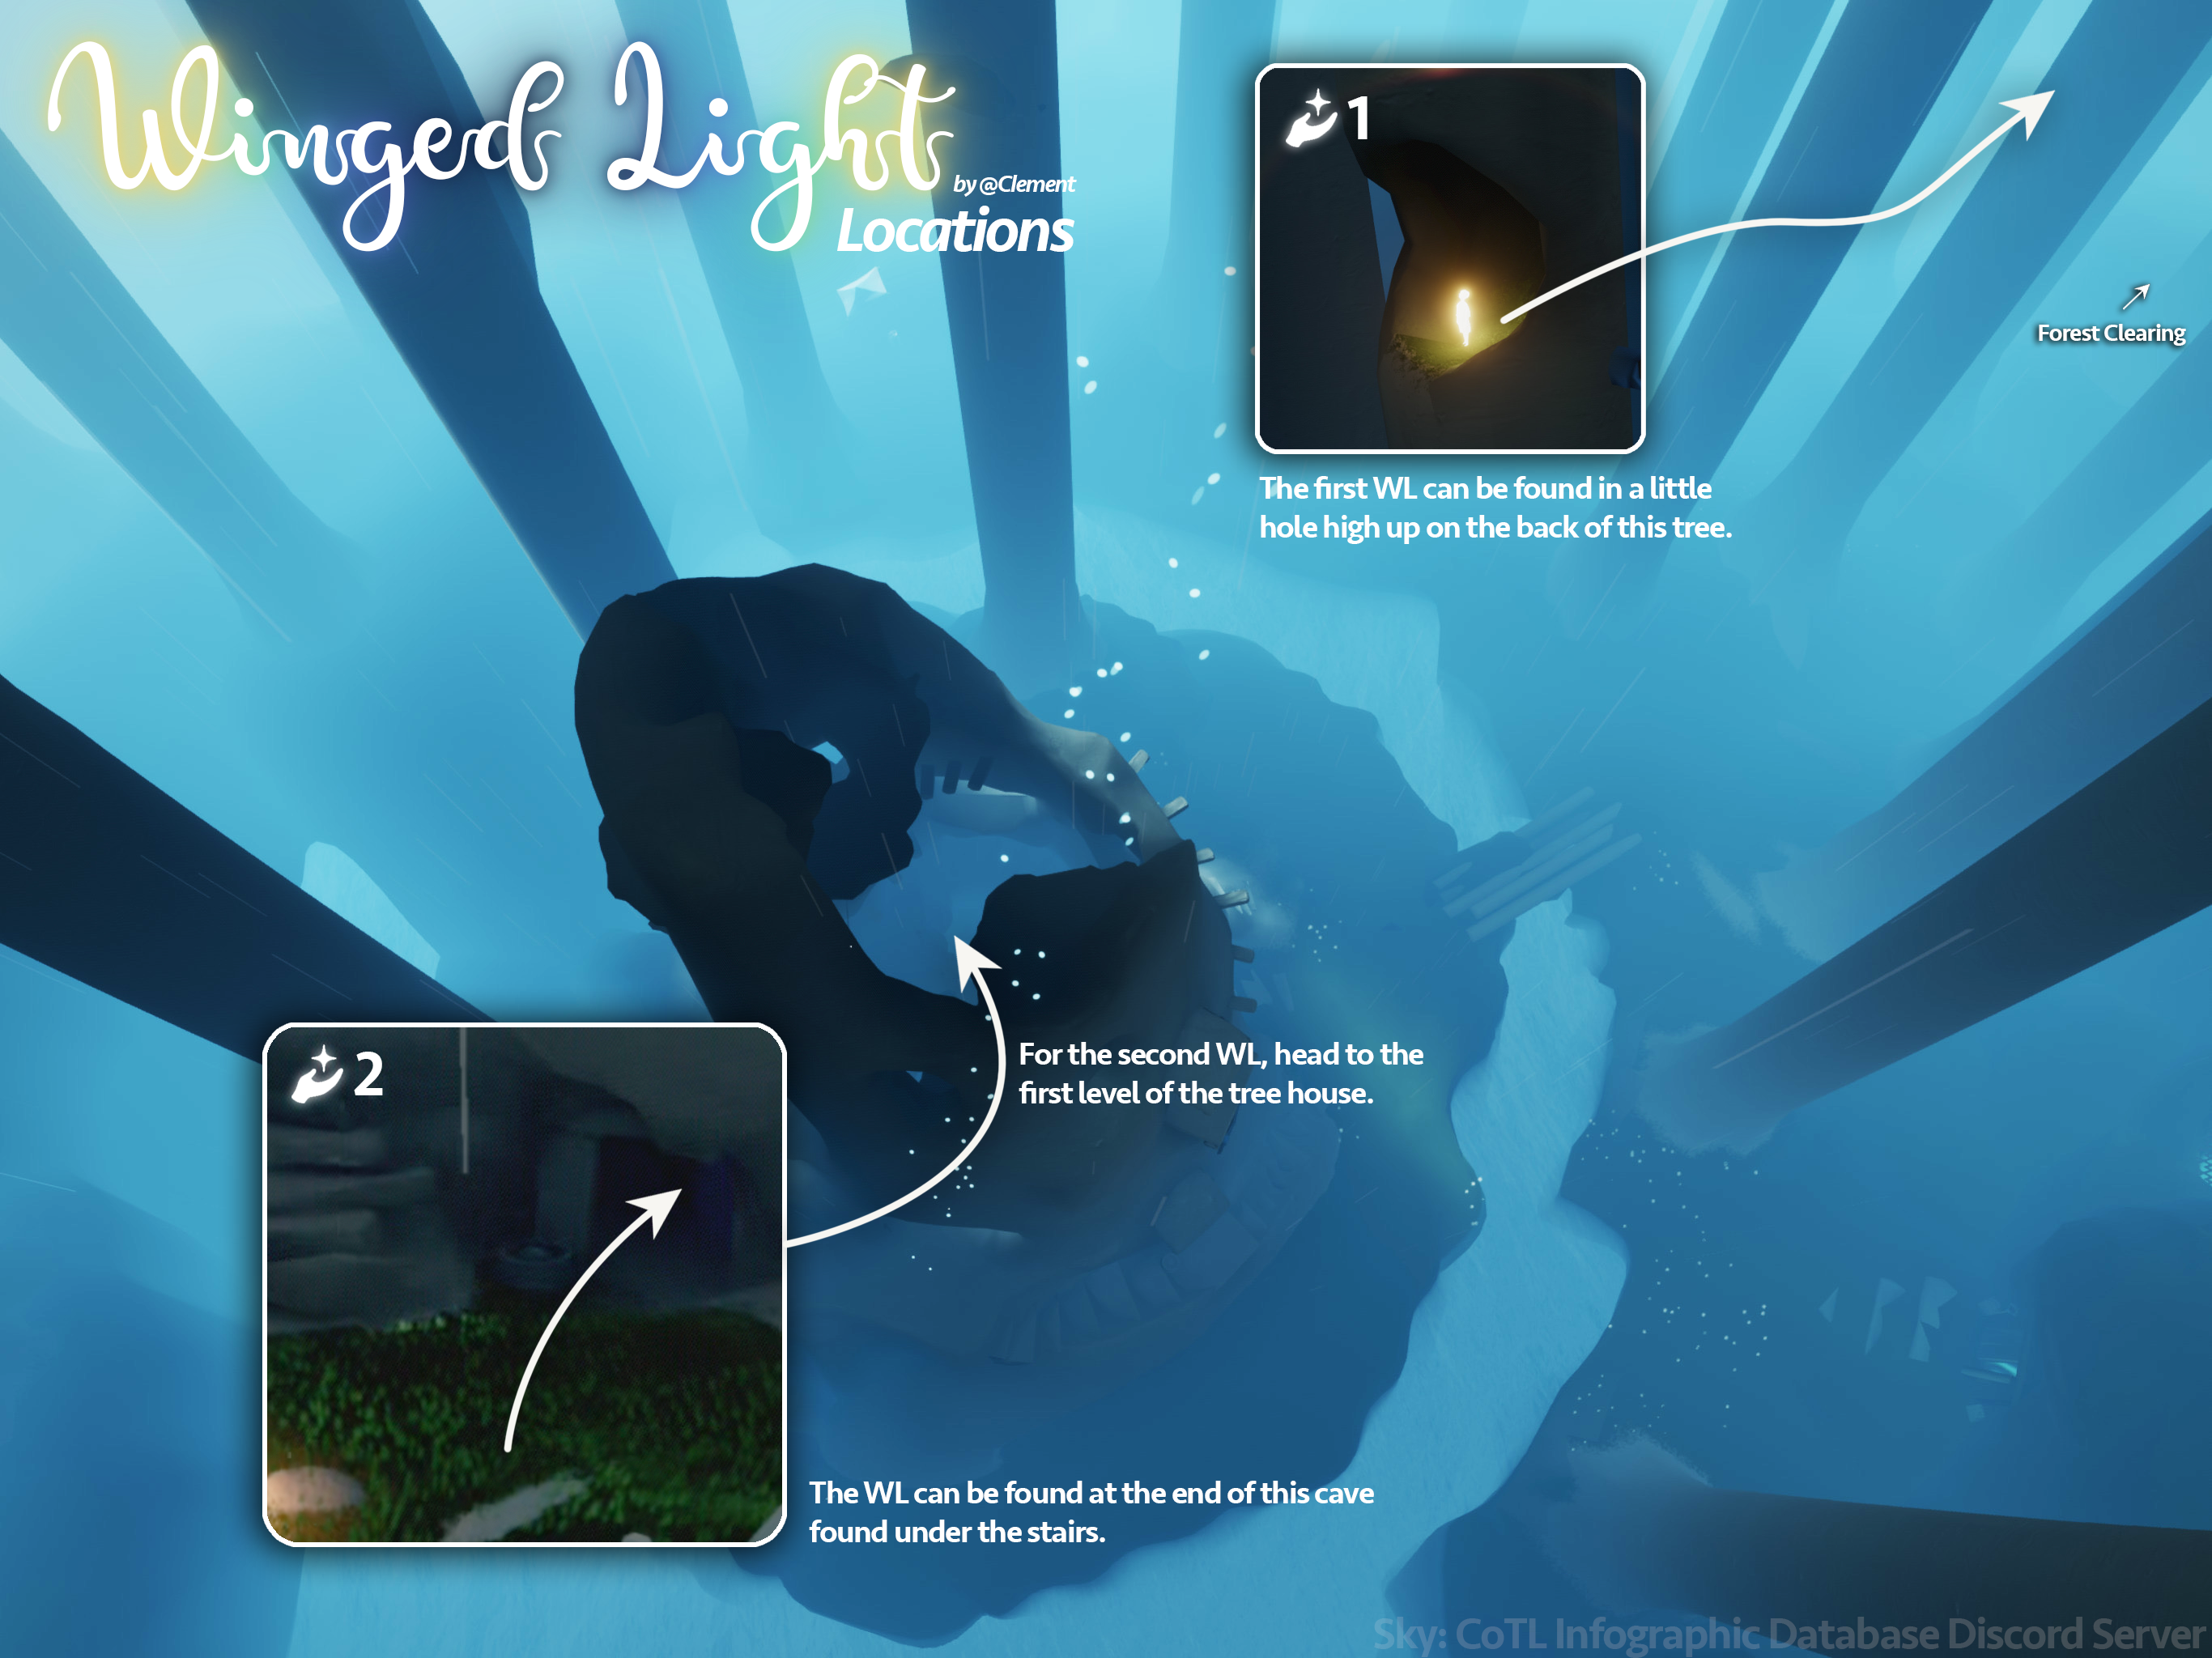 Winged Light
by @Clement
Locations
1
Forest Clearing
The first WL can be found in a little
hole high up on the back of this tree.
2
For the second WL, head to the
first level of the tree house.
The WL can be found at the end of this cave
found under the stairs.
Sky: CoTL Infographic Database Discord Server